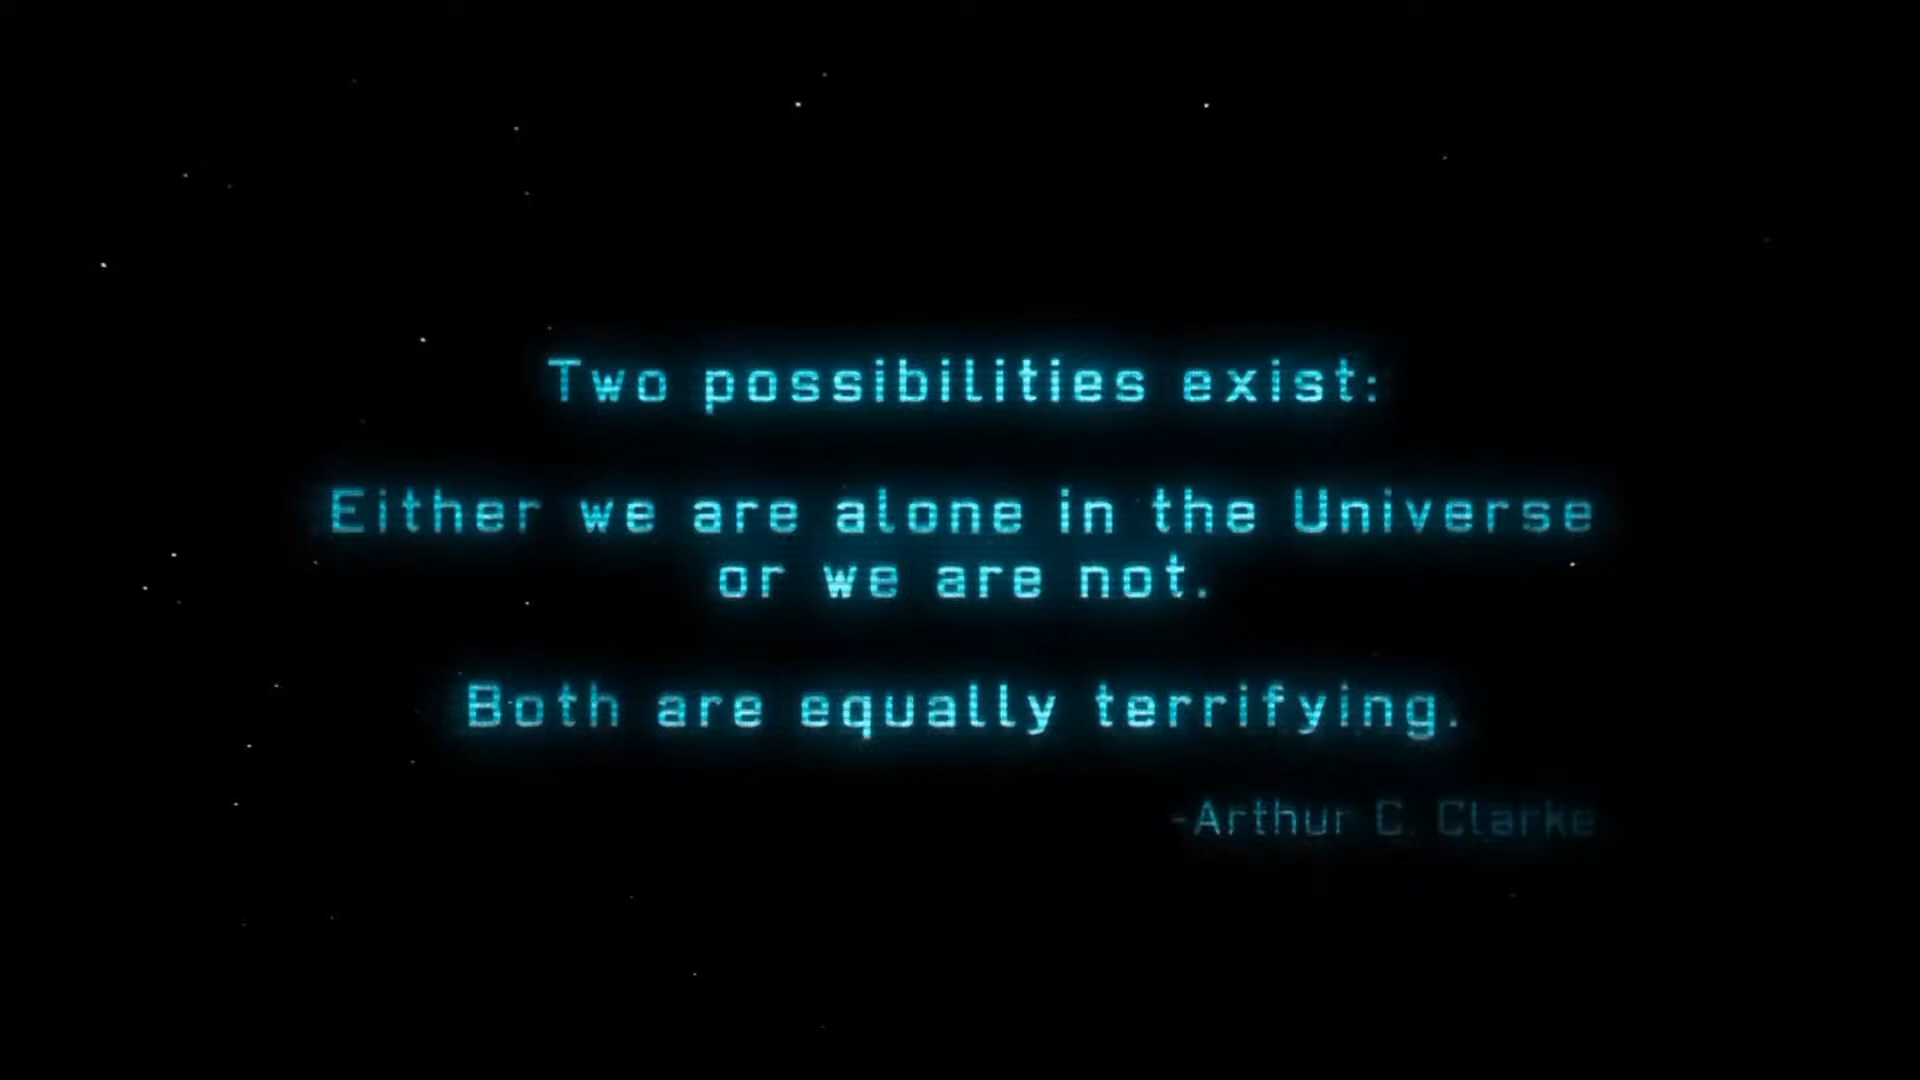 Two possibilities exist:
Either we are alone in the Universe
or we are not.
Both are equally terrifying.
-Arthur C. Clarke